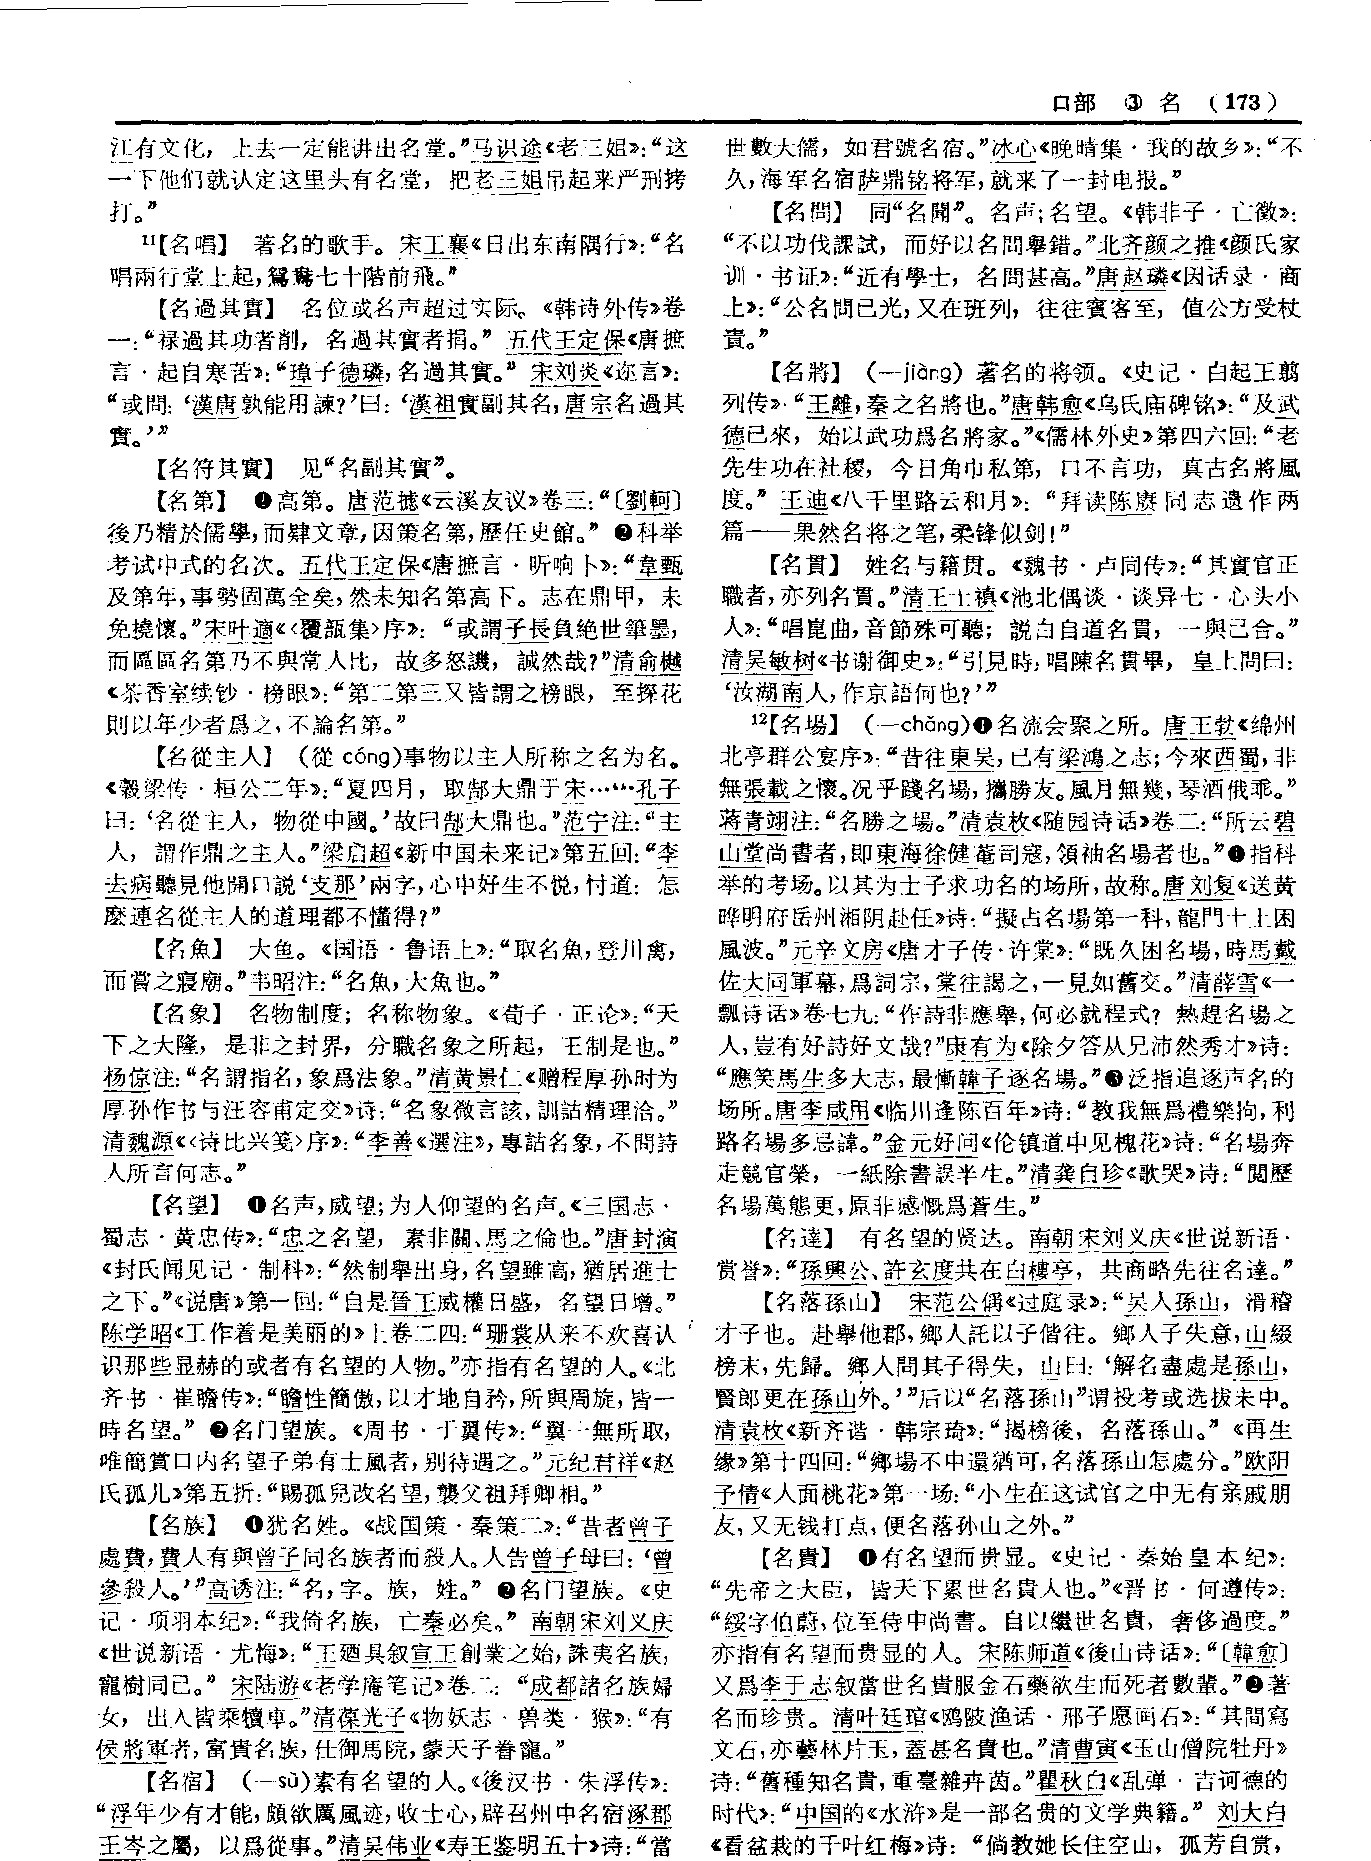 口部 ③ 名 (173)
江有文化，上去一定能讲出名堂。”马识途《老三姐》：“这
一下他们就认定这里头有名堂，把老三姐吊起来严刑拷
打。”
11【名唱】 著名的歌手。宋王襄《日出东南隅行》：“名
唱兩行堂上起，鴛鴦七十階前飛。”
【名過其實】 名位或名声超过实际。《韩诗外传》卷
一：“禄過其功者削，名過其實者捐。” 五代王定保《唐摭
言·起自寒苦》：“璋子德璘，名過其實。” 宋刘炎《迩言》：
“或問：‘漢唐孰能用諫？’曰：‘漢祖實副其名，唐宗名過其
實。’”
【名符其實】 见“名副其實”。
【名第】 ❶高第。唐范摅《云溪友议》卷三：“〔劉軻〕
後乃精於儒學，而肄文章，因策名第，歷任史館。” ❷科举
考试中式的名次。五代王定保《唐摭言·听响卜》：“韋甄
及第年，事勢固萬全矣，然未知名第高下。志在鼎甲，未
免撓懷。”宋叶適《〈覆瓿集〉序》：“或謂子長負絶世筆墨，
而區區名第乃不與常人比，故多怒譏，誠然哉？”清俞樾
《茶香室续钞·榜眼》：“第二第三又皆謂之榜眼，至探花
則以年少者爲之，不論名第。”
【名從主人】 (從 cóng)事物以主人所称之名为名。
《穀梁传·桓公二年》：“夏四月，取郜大鼎于宋……孔子
曰：‘名從主人，物從中國。’故曰郜大鼎也。”范宁注：“主
人，謂作鼎之主人。”梁启超《新中国未来记》第五回：“李
去病聽見他開口説‘支那’兩字，心中好生不悦，忖道：怎
麽連名從主人的道理都不懂得？”
【名魚】 大鱼。《国语·鲁语上》：“取名魚，登川禽，
而嘗之寢廟。”韦昭注：“名魚，大魚也。”
【名象】 名物制度；名称物象。《荀子·正论》：“天
下之大隆，是非之封界，分職名象之所起，王制是也。”
杨倞注：“名謂指名，象爲法象。”清黄景仁《赠程厚孙时为
厚孙作书与汪容甫定交》诗：“名象微言該，訓詁精理洽。”
清魏源《〈诗比兴笺〉序》：“李善《選注》，專詁名象，不問詩
人所言何志。”
【名望】 ❶名声，威望；为人仰望的名声。《三国志·
蜀志·黄忠传》：“忠之名望，素非關、馬之倫也。”唐封演
《封氏闻见记·制科》：“然制舉出身，名望雖高，猶居進士
之下。”《说唐》第一回：“自是晉王威權日盛，名望日增。”
陈学昭《工作着是美丽的》上卷二四：“珊裳从来不欢喜认
识那些显赫的或者有名望的人物。”亦指有名望的人。《北
齐书·崔瞻传》：“瞻性簡傲，以才地自矜，所與周旋，皆一
時名望。” ❷名门望族。《周书·于翼传》：“翼一無所取，
唯簡賞口内名望子弟有士風者，别待遇之。”元纪君祥《赵
氏孤儿》第五折：“賜孤兒改名望，襲父祖拜卿相。”
【名族】 ❶犹名姓。《战国策·秦策二》：“昔者曾子
處費，費人有與曾子同名族者而殺人。人告曾子母曰：‘曾
參殺人。’”高诱注：“名，字。族，姓。” ❷名门望族。《史
记·项羽本纪》：“我倚名族，亡秦必矣。” 南朝宋刘义庆
《世说新语·尤悔》：“王廼具叙宣王創業之始，誅夷名族，
寵樹同己。” 宋陆游《老学庵笔记》卷二：“成都諸名族婦
女，出入皆乘犢車。”清葆光子《物妖志·兽类·猴》：“有
侯將軍者，富貴名族，仕御馬院，蒙天子眷寵。”
【名宿】 (—sù)素有名望的人。《後汉书·朱浮传》：
“浮年少有才能，頗欲厲風迹，收士心，辟召州中名宿涿郡
王岑之屬，以爲從事。”清吴伟业《寿王鉴明五十》诗：“當
世數大儒，如君號名宿。”冰心《晚晴集·我的故乡》：“不
久，海军名宿萨鼎铭将军，就来了一封电报。”
【名問】 同“名聞”。名声；名望。《韩非子·亡徵》：
“不以功伐課試，而好以名問舉錯。”北齐颜之推《颜氏家
训·书证》：“近有學士，名問甚高。”唐赵璘《因话录·商
上》：“公名問已光，又在班列，往往賓客至，值公方受杖
責。”
【名將】 (—jiàng) 著名的将领。《史记·白起王翦
列传》：“王離，秦之名將也。”唐韩愈《乌氏庙碑铭》：“及武
德已來，始以武功爲名將家。”《儒林外史》第四六回：“老
先生功在社稷，今日角巾私第，口不言功，真古名將風
度。” 王迪《八千里路云和月》：“拜读陈赓同志遗作两
篇——果然名将之笔，柔锋似剑！”
【名貫】 姓名与籍贯。《魏书·卢同传》：“其實官正
職者，亦列名貫。”清王士禛《池北偶谈·谈异七·心头小
人》：“唱崑曲，音節殊可聽；説白自道名貫，一與己合。”
清吴敏树《书谢御史》：“引見時，唱陳名貫畢，皇上問曰：
‘汝湖南人，作京語何也？’”
12【名場】 (—chǎng)❶名流会聚之所。唐王勃《绵州
北亭群公宴序》：“昔往東吴，已有梁鴻之志；今來西蜀，非
無張載之懷。况乎踐名場，攜勝友。風月無幾，琴酒俄乖。”
蒋青翊注：“名勝之場。”清袁枚《随园诗话》卷二：“所云碧
山堂尚書者，即東海徐健菴司寇，領袖名場者也。”❷指科
举的考场。以其为士子求功名的场所，故称。唐刘复《送黄
晔明府岳州湘阴赴任》诗：“擬占名場第一科，龍門十上困
風波。”元辛文房《唐才子传·许棠》：“既久困名場，時馬戴
佐大同軍幕，爲詞宗，棠往謁之，一見如舊交。”清薛雪《一
瓢诗话》卷七九：“作詩非應舉，何必就程式？熱趕名場之
人，豈有好詩好文哉？”康有为《除夕答从兄沛然秀才》诗：
“應笑馬生多大志，最慚韓子逐名場。”❸泛指追逐声名的
场所。唐李咸用《临川逢陈百年》诗：“教我無爲禮樂拘，利
路名場多忌諱。”金元好问《伦镇道中见槐花》诗：“名場奔
走競官榮，一紙除書誤半生。”清龚自珍《歌哭》诗：“閲歷
名場萬態更，原非感慨爲蒼生。”
【名達】 有名望的贤达。南朝宋刘义庆《世说新语·
赏誉》：“孫興公、許玄度共在白樓亭，共商略先往名達。”
【名落孫山】 宋范公偁《过庭录》：“吴人孫山，滑稽
才子也。赴舉他郡，鄉人託以子偕往。鄉人子失意，山綴
榜末，先歸。鄉人問其子得失，山曰：‘解名盡處是孫山，
賢郎更在孫山外。’”后以“名落孫山”谓投考或选拔未中。
清袁枚《新齐谐·韩宗琦》：“揭榜後，名落孫山。” 《再生
缘》第十四回：“鄉場不中還猶可，名落孫山怎處分。”欧阳
予倩《人面桃花》第一场：“小生在这试官之中无有亲戚朋
友，又无钱打点，便名落孙山之外。”
【名貴】 ❶有名望而贵显。《史记·秦始皇本纪》：
“先帝之大臣，皆天下累世名貴人也。”《晋书·何遵传》：
“綏字伯蔚，位至侍中尚書。自以繼世名貴，奢侈過度。”
亦指有名望而贵显的人。宋陈师道《後山诗话》：“〔韓愈〕
又爲李于志叙當世名貴服金石藥欲生而死者數輩。”❷著
名而珍贵。清叶廷琯《鸥陂渔话·邢子愿画石》：“其間寫
文石，亦藝林片玉，蓋甚名貴也。”清曹寅《玉山僧院牡丹》
诗：“舊種知名貴，重臺雜卉茵。”瞿秋白《乱弹·吉诃德的
时代》：“中国的《水浒》是一部名贵的文学典籍。” 刘大白
《看盆栽的千叶红梅》诗：“倘教她长住空山，孤芳自赏，